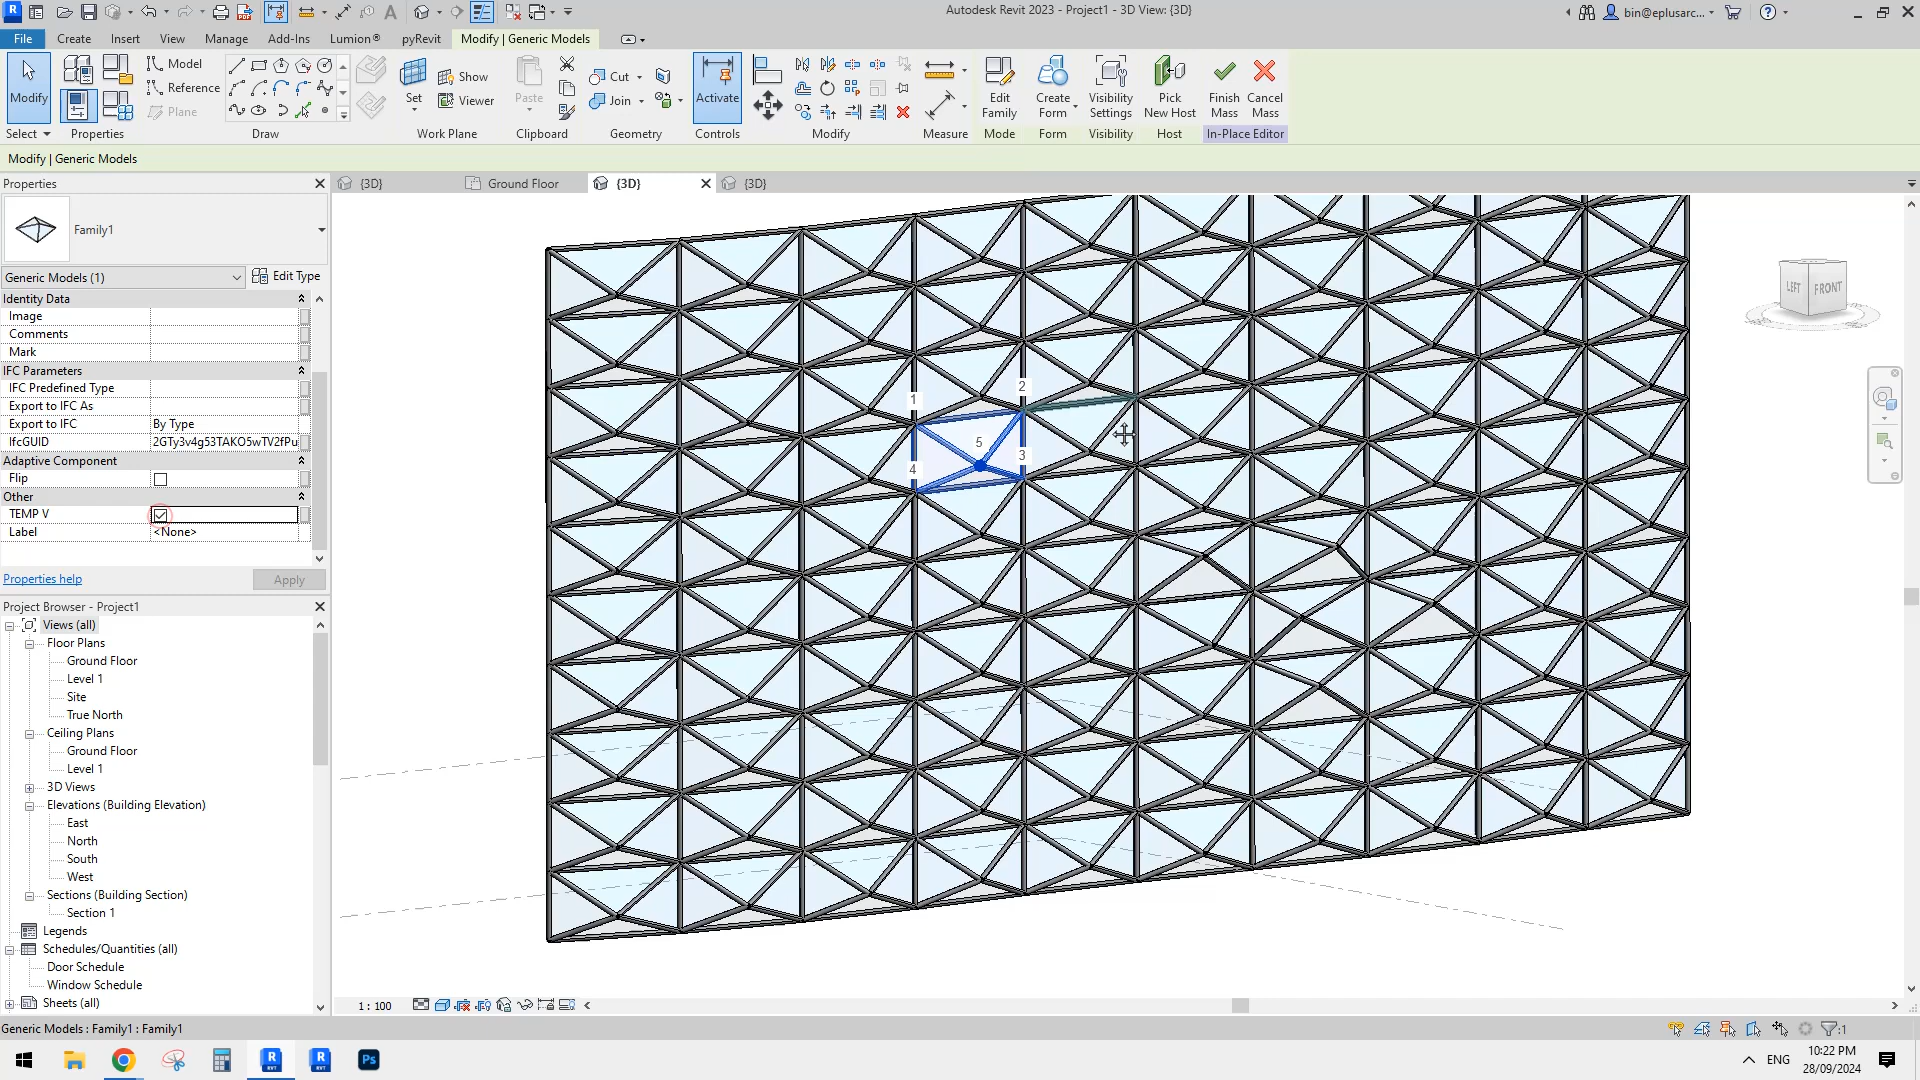 Autodesk Revit 2023 - Project1 - 3D View: {3D}
bin@eplusarc...
File
Create
Insert
View
Manage
Add-Ins
Lumion®
pyRevit
Modify | Generic Models
Modify
Select
Properties
Model
Reference
Plane
Draw
Set
Show
Viewer
Work Plane
Paste
Clipboard
Cut
Join
Geometry
Activate
Controls
Modify
Measure
Edit
Family
Mode
Create
Form
Form
Visibility
Settings
Visibility
Pick
New Host
Host
Finish
Mass
Cancel
Mass
In-Place Editor
Modify | Generic Models
Properties
{3D}
Ground Floor
{3D}
{3D}
Family1
Generic Models (1)
Edit Type
Identity Data
Image
Comments
Mark
IFC Parameters
IFC Predefined Type
Export to IFC As
Export to IFC
By Type
IfcGUID
2GTy3v4g53TAKO5wTV2fPu
Adaptive Component
Flip
Other
TEMP V
Label
<None>
Properties help
Apply
Project Browser - Project1
Views (all)
Floor Plans
Ground Floor
Level 1
Site
True North
Ceiling Plans
Ground Floor
Level 1
3D Views
Elevations (Building Elevation)
East
North
South
West
Sections (Building Section)
Section 1
Legends
Schedules/Quantities (all)
Door Schedule
Window Schedule
Sheets (all)
1
2
5
3
4
LEFT
FRONT
1 : 100
Generic Models : Family1 : Family1
:1
ENG
10:22 PM
28/09/2024